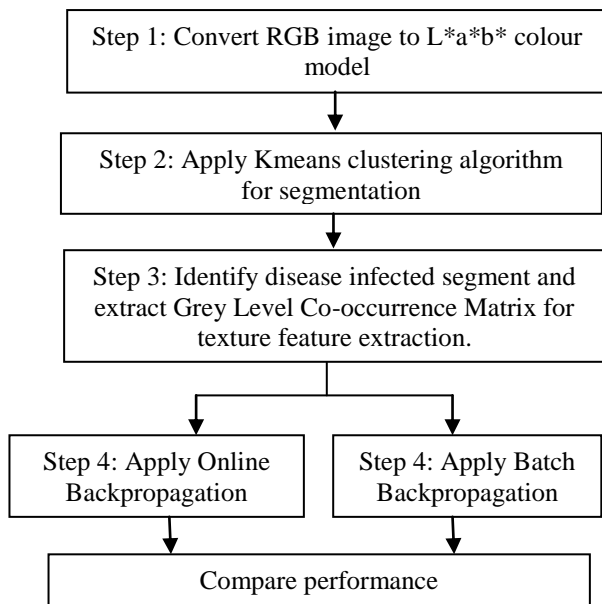 Step 1: Convert RGB image to L*a*b* colour
model
Step 2: Apply Kmeans clustering algorithm
for segmentation
Step 3: Identify disease infected segment and
extract Grey Level Co-occurrence Matrix for
texture feature extraction.
Step 4: Apply Online
Backpropagation
Step 4: Apply Batch
Backpropagation
Compare performance